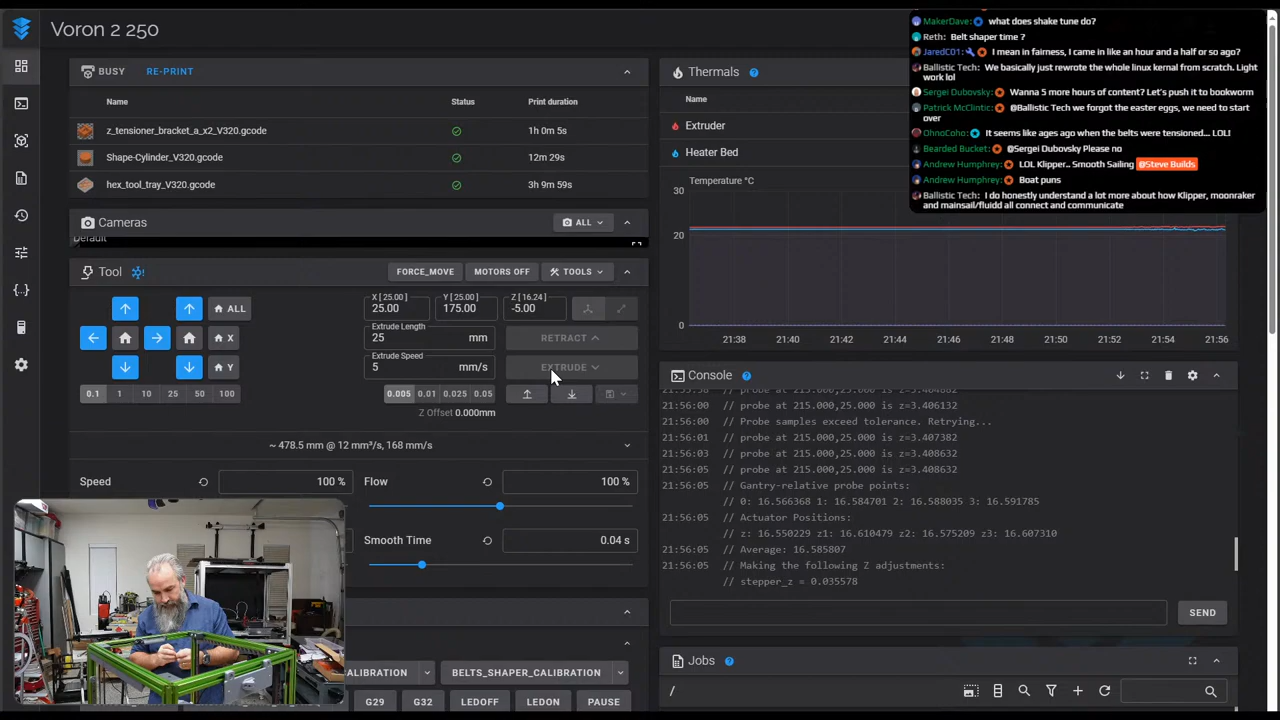 Voron 2 250
BUSY
RE-PRINT
Name Status Print duration
z_tensioner_bracket_a_x2_V320.gcode 1h 0m 5s
Shape-Cylinder_V320.gcode 12m 29s
hex_tool_tray_V320.gcode 3h 9m 59s
Cameras
ALL
Default
Tool
FORCE_MOVE
MOTORS OFF
TOOLS
ALL
X
Y
0.1 1 10 25 50 100
X [ 25.00] Y [ 25.00] Z [ 16.24]
25.00 175.00 -5.00
Extrude Length
25 mm
RETRACT
Extrude Speed
5 mm/s
EXTRUDE
0.005 0.01 0.025 0.05
Z Offset 0.000mm
~ 478.5 mm @ 12 mm³/s, 168 mm/s
Speed 100 %
Flow 100 %
Smooth Time 0.04 s
ALIBRATION
BELTS_SHAPER_CALIBRATION
G29 G32 LEDOFF LEDON PAUSE
Thermals
Name
Extruder
Heater Bed
Temperature °C
30
20
0
21:38 21:40 21:42 21:44 21:46 21:48 21:50 21:52 21:54 21:56
MakerDave: what does shake tune do?
Reth: Belt shaper time ?
JaredC01: I mean in fairness, I came in like an hour and a half or so ago?
Ballistic Tech: We basically just rewrote the whole linux kernal from scratch. Light
work lol
Sergei Dubovsky: Wanna 5 more hours of content? Let's push it to bookworm
Patrick McClintic: @Ballistic Tech we forgot the easter eggs, we need to start
over
OhnoCoho: It seems like ages ago when the belts were tensioned... LOL!
Bearded Bucket: @Sergei Dubovsky Please no
Andrew Humphrey: LOL Klipper.. Smooth Sailing @Steve Builds
Andrew Humphrey: Boat puns
Ballistic Tech: I do honestly understand a lot more about how Klipper, moonraker
and mainsail/fluidd all connect and communicate
Console
// probe at 215.000,25.000 is z=3.404882
21:56:00 // probe at 215.000,25.000 is z=3.406132
21:56:00 // Probe samples exceed tolerance. Retrying...
21:56:01 // probe at 215.000,25.000 is z=3.407382
21:56:03 // probe at 215.000,25.000 is z=3.408632
21:56:05 // probe at 215.000,25.000 is z=3.408632
21:56:05 // Gantry-relative probe points:
// 0: 16.566368 1: 16.584701 2: 16.588035 3: 16.591785
21:56:05 // Actuator Positions:
// z: 16.550229 z1: 16.610479 z2: 16.575209 z3: 16.607310
21:56:05 // Average: 16.585807
21:56:05 // Making the following Z adjustments:
// stepper_z = 0.035578
SEND
Jobs
/